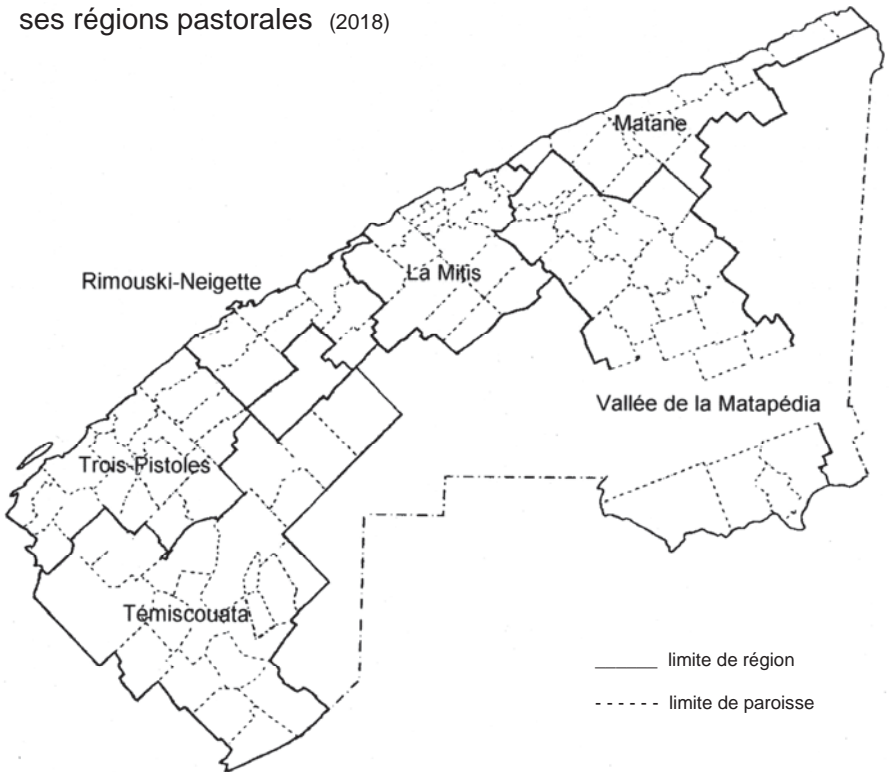 ses régions pastorales (2018)
Matane
La Mitis
Rimouski-Neigette
Vallée de la Matapédia
Trois-Pistoles
Témiscouata
______ limite de région
- - - - - - limite de paroisse